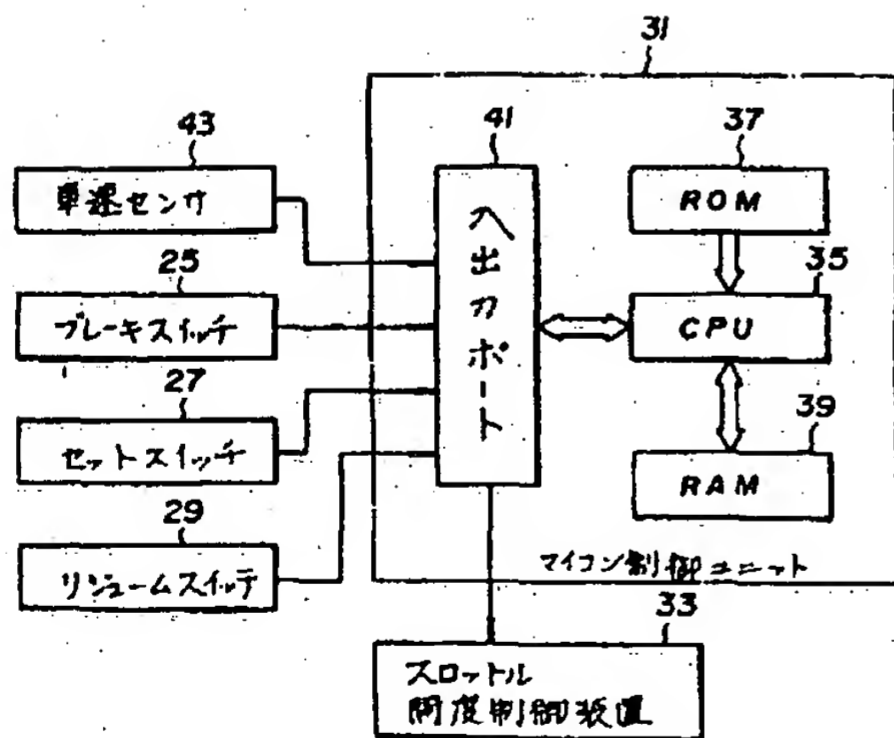 31
43
41
37
車速センサ
入出力ポート
ROM
25
35
ブレーキスイッチ
CPU
27
39
セットスイッチ
RAM
29
リジュームスイッチ
マイコン制御ユニット
33
スロットル
開度制御装置